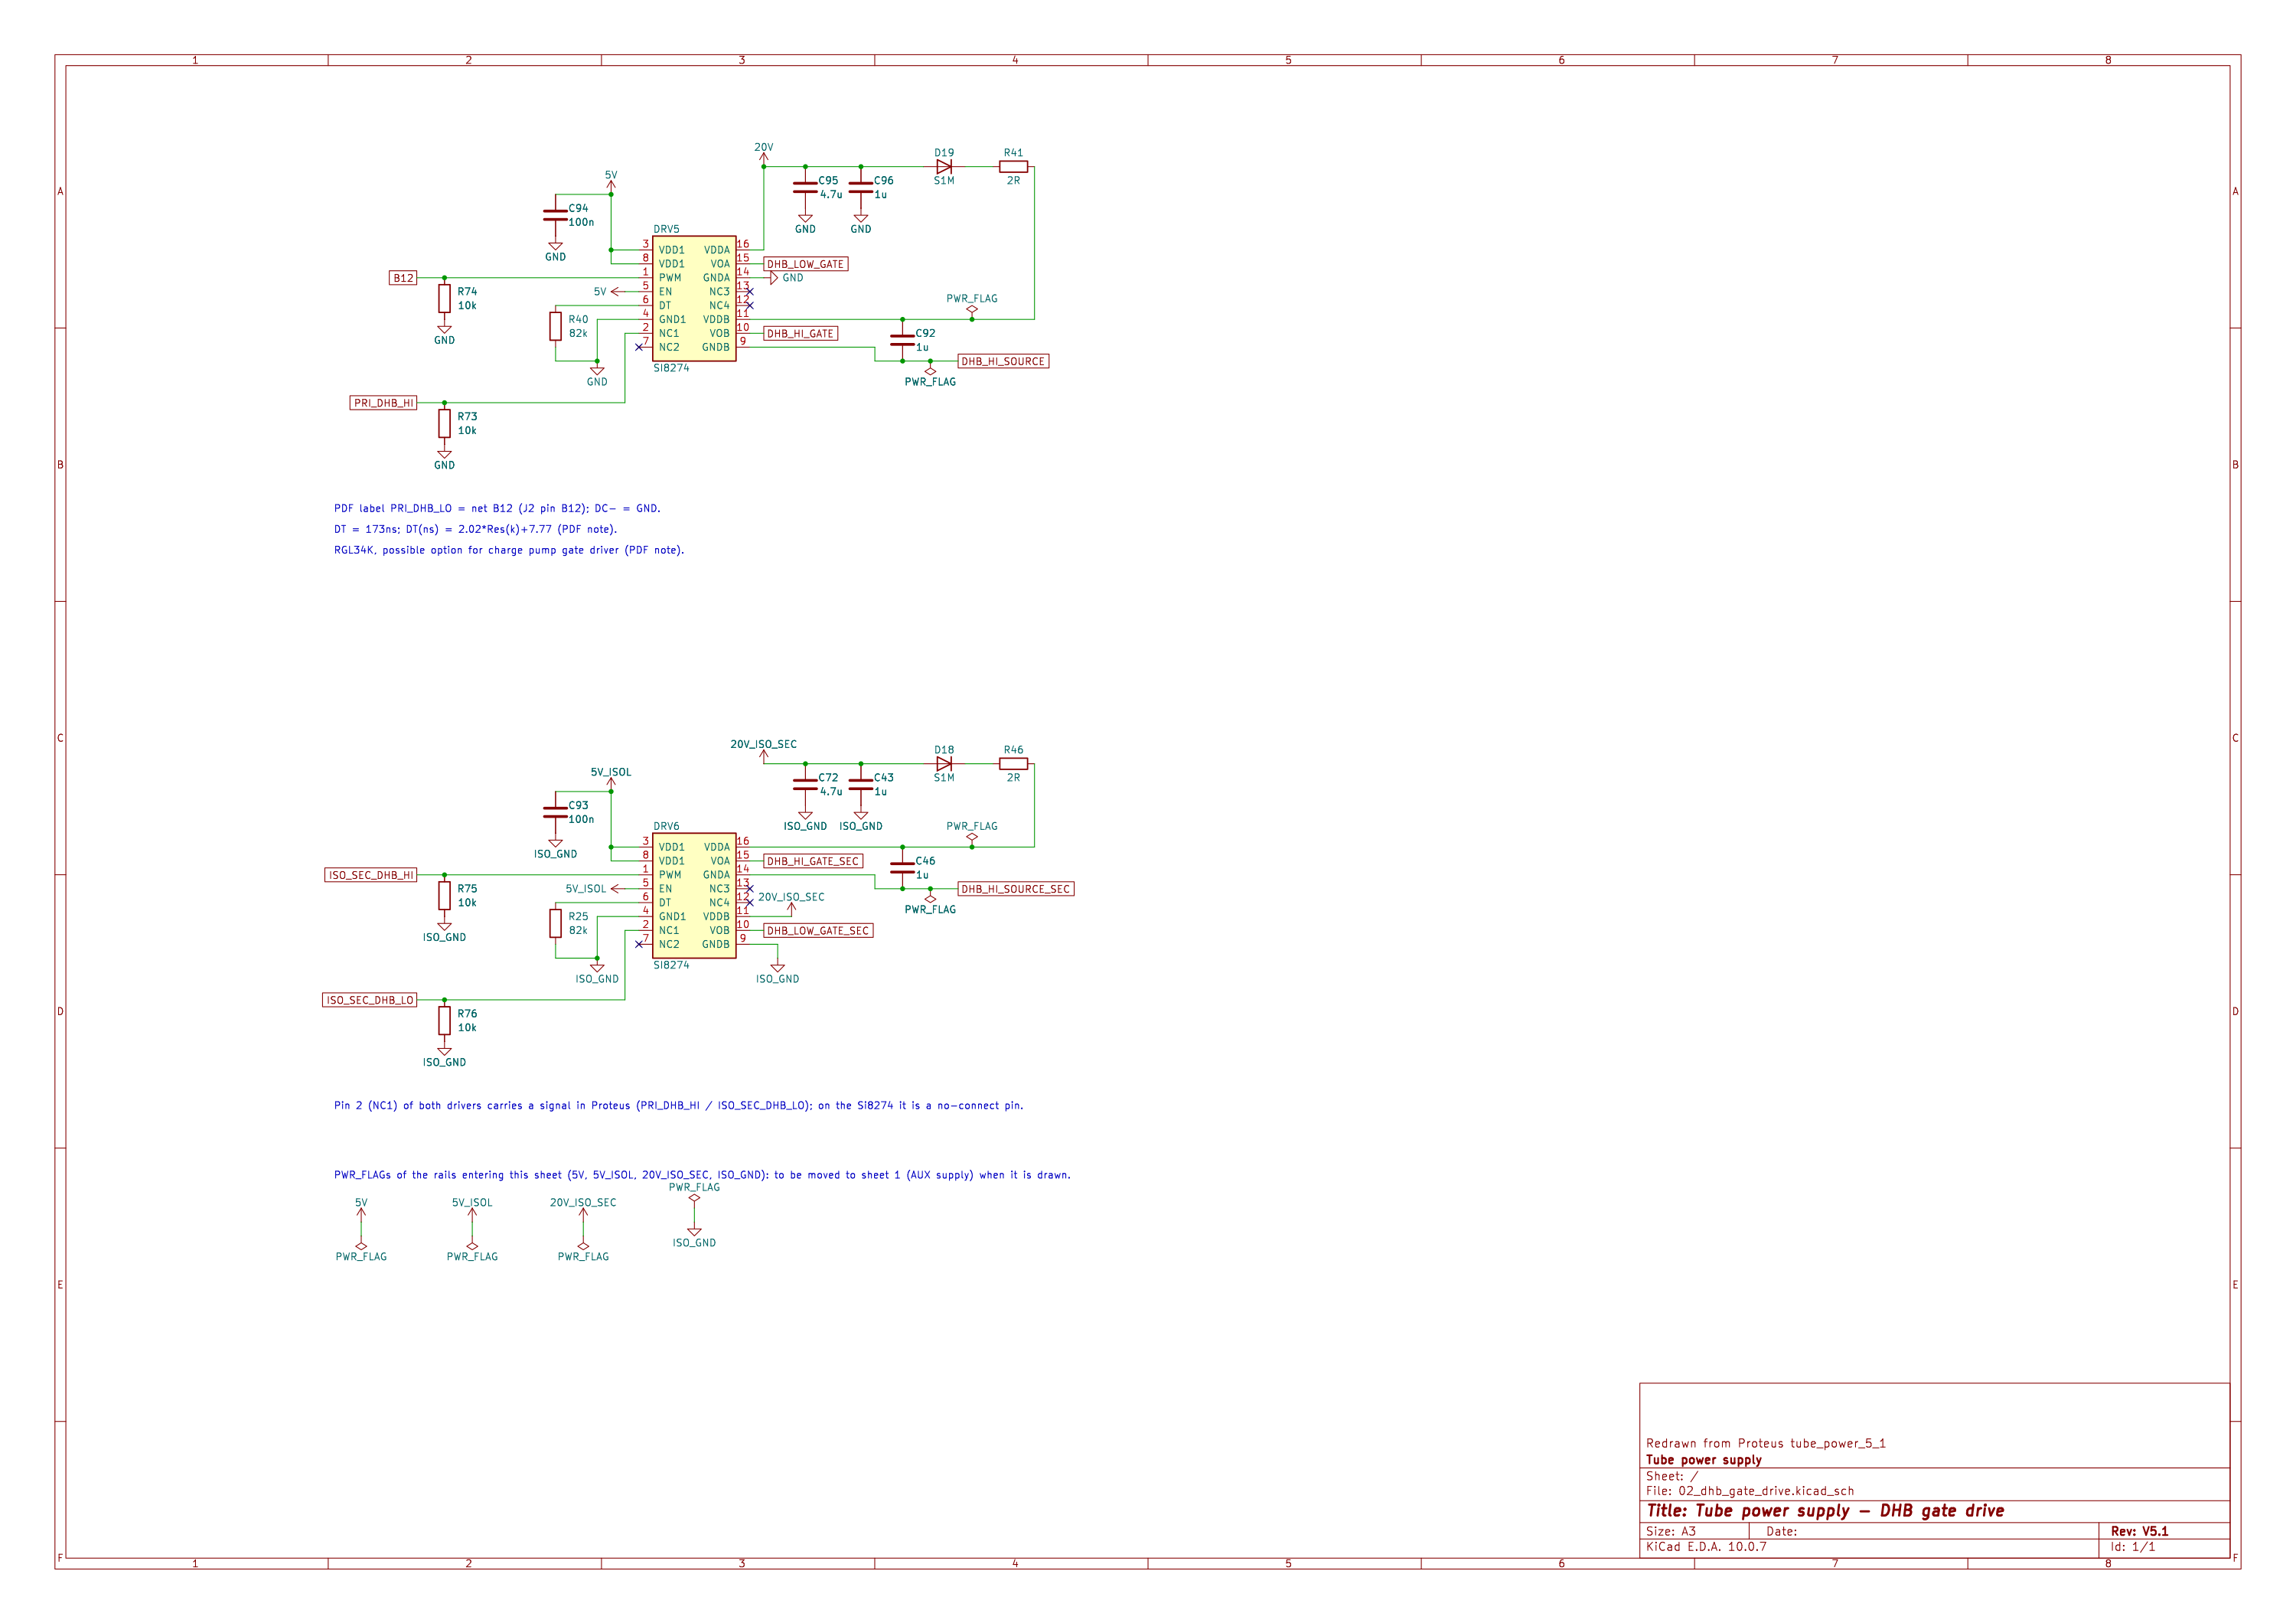 1 2 3 4 5 6 7 8
A
B
C
D
E
F
A
B
C
D
E
F
20V
D19
S1M
R41
2R
C95
4.7u
C96
1u
GND
GND
5V
C94
100n
GND
DRV5
3 VDD1 VDDA 16
8 VDD1 VOA 15
1 PWM GNDA 14
5 EN NC3 13
6 DT NC4 12
4 GND1 VDDB 11
2 NC1 VOB 10
7 NC2 GNDB 9
SI8274
B12
R74
10k
GND
5V
R40
82k
GND
DHB_LOW_GATE
GND
PWR_FLAG
DHB_HI_GATE
C92
1u
DHB_HI_SOURCE
PWR_FLAG
PRI_DHB_HI
R73
10k
GND
PDF label PRI_DHB_LO = net B12 (J2 pin B12); DC- = GND.
DT = 173ns; DT(ns) = 2.02*Res(k)+7.77 (PDF note).
RGL34K, possible option for charge pump gate driver (PDF note).
20V_ISO_SEC
D18
S1M
R46
2R
C72
4.7u
C43
1u
ISO_GND
ISO_GND
5V_ISOL
C93
100n
ISO_GND
DRV6
3 VDD1 VDDA 16
8 VDD1 VOA 15
1 PWM GNDA 14
5 EN NC3 13
6 DT NC4 12
4 GND1 VDDB 11
2 NC1 VOB 10
7 NC2 GNDB 9
SI8274
PWR_FLAG
DHB_HI_GATE_SEC
C46
1u
DHB_HI_SOURCE_SEC
PWR_FLAG
20V_ISO_SEC
DHB_LOW_GATE_SEC
ISO_GND
ISO_SEC_DHB_HI
R75
10k
ISO_GND
5V_ISOL
R25
82k
ISO_GND
ISO_SEC_DHB_LO
R76
10k
ISO_GND
Pin 2 (NC1) of both drivers carries a signal in Proteus (PRI_DHB_HI / ISO_SEC_DHB_LO); on the Si8274 it is a no-connect pin.
PWR_FLAGs of the rails entering this sheet (5V, 5V_ISOL, 20V_ISO_SEC, ISO_GND): to be moved to sheet 1 (AUX supply) when it is drawn.
5V
PWR_FLAG
5V_ISOL
PWR_FLAG
20V_ISO_SEC
PWR_FLAG
PWR_FLAG
ISO_GND
Redrawn from Proteus tube_power_5_1
Tube power supply
Sheet: /
File: 02_dhb_gate_drive.kicad_sch
Title: Tube power supply - DHB gate drive
Size: A3 Date: Rev: V5.1
KiCad E.D.A. 10.0.7 Id: 1/1
1 2 3 4 5 6 7 8